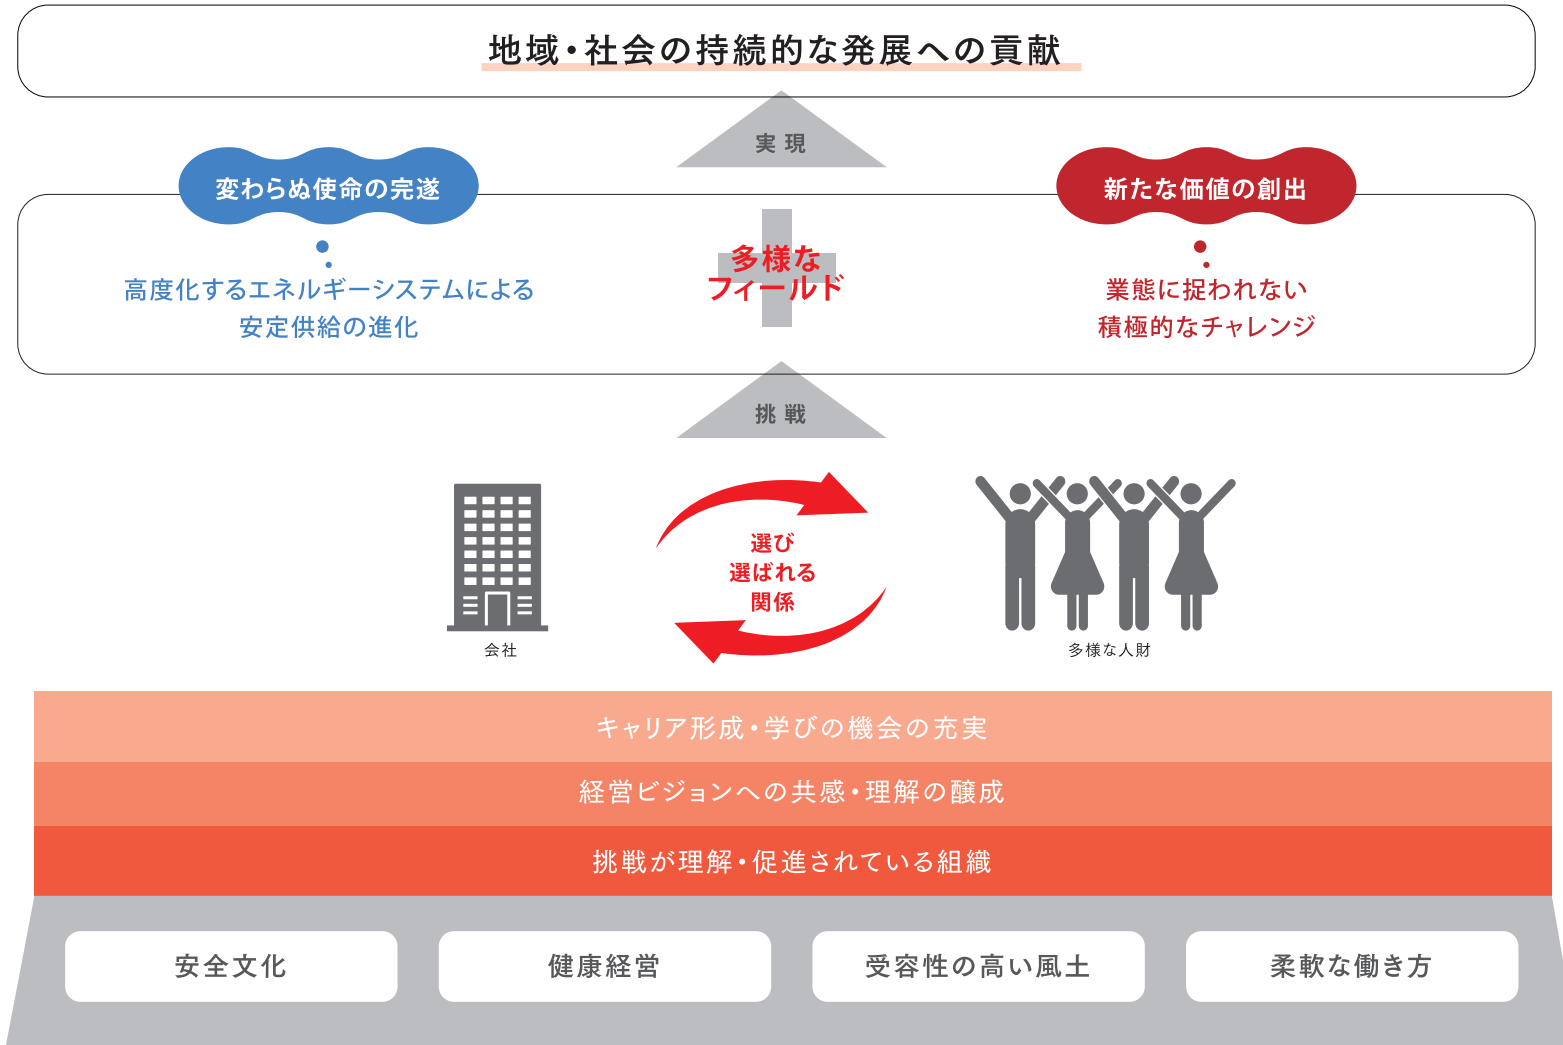 地域・社会の持続的な発展への貢献
実現
変わらぬ使命の完遂
高度化するエネルギーシステムによる
安定供給の進化
多様な
フィールド
新たな価値の創出
業態に捉われない
積極的なチャレンジ
挑戦
選び
選ばれる
関係
会社
多様な人財
キャリア形成・学びの機会の充実
経営ビジョンへの共感・理解の醸成
挑戦が理解・促進されている組織
安全文化
健康経営
受容性の高い風土
柔軟な働き方